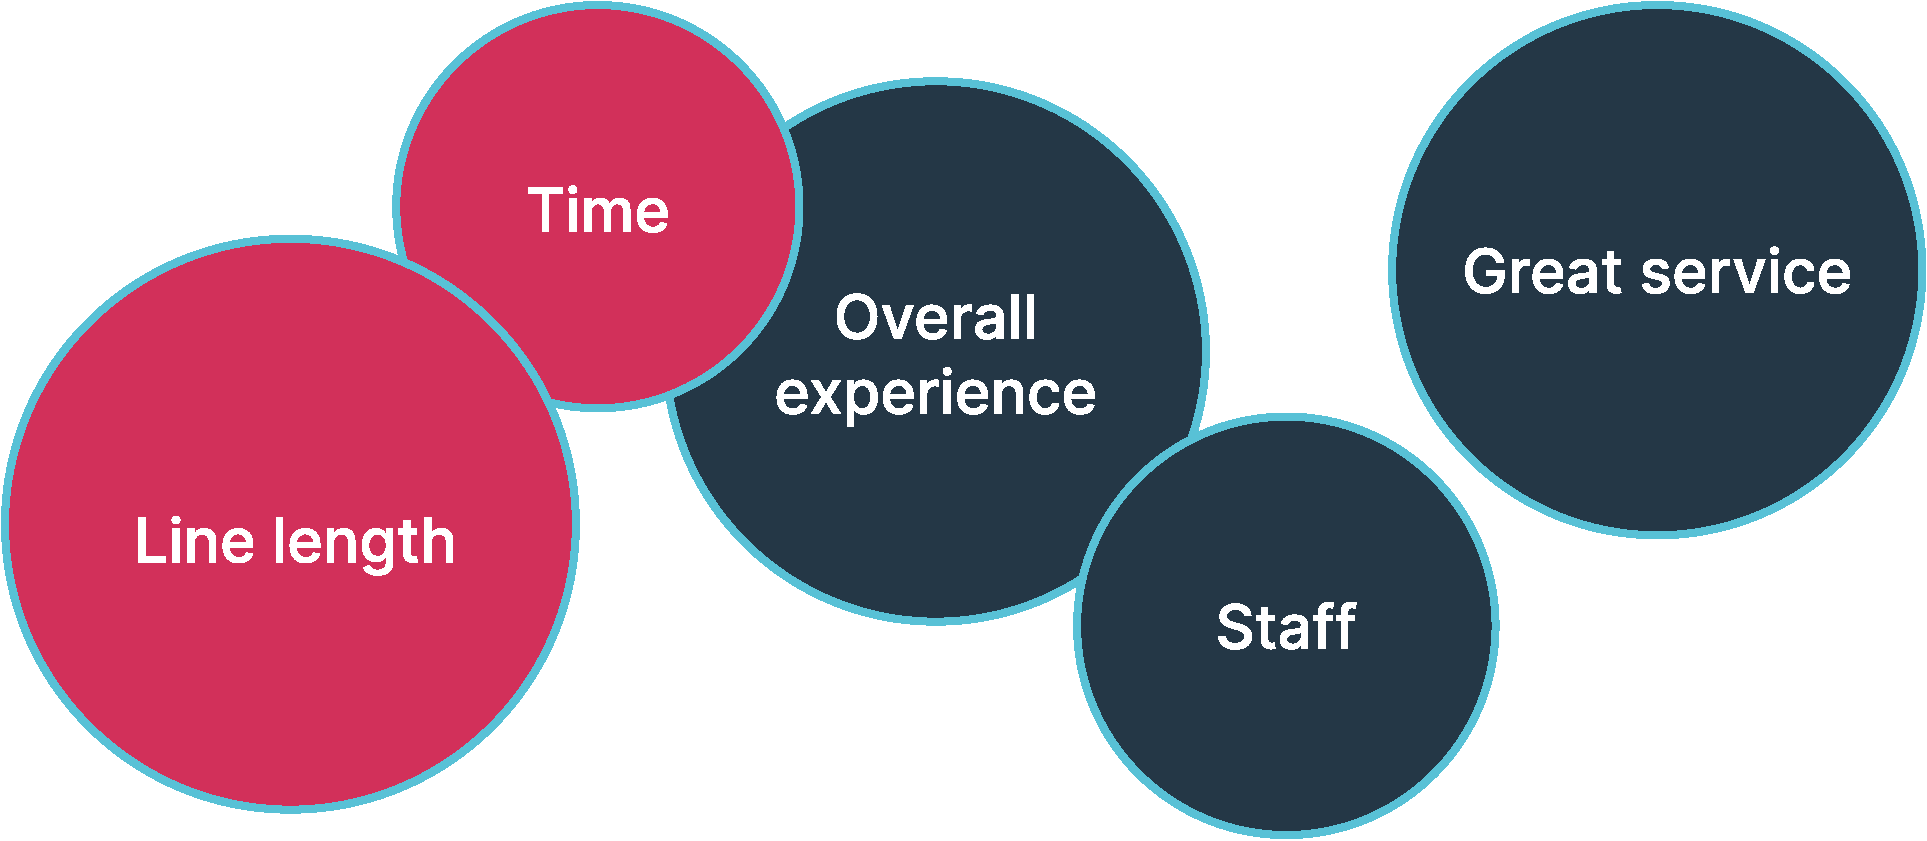 Time
Overall
experience
Great service
Line length
Staff